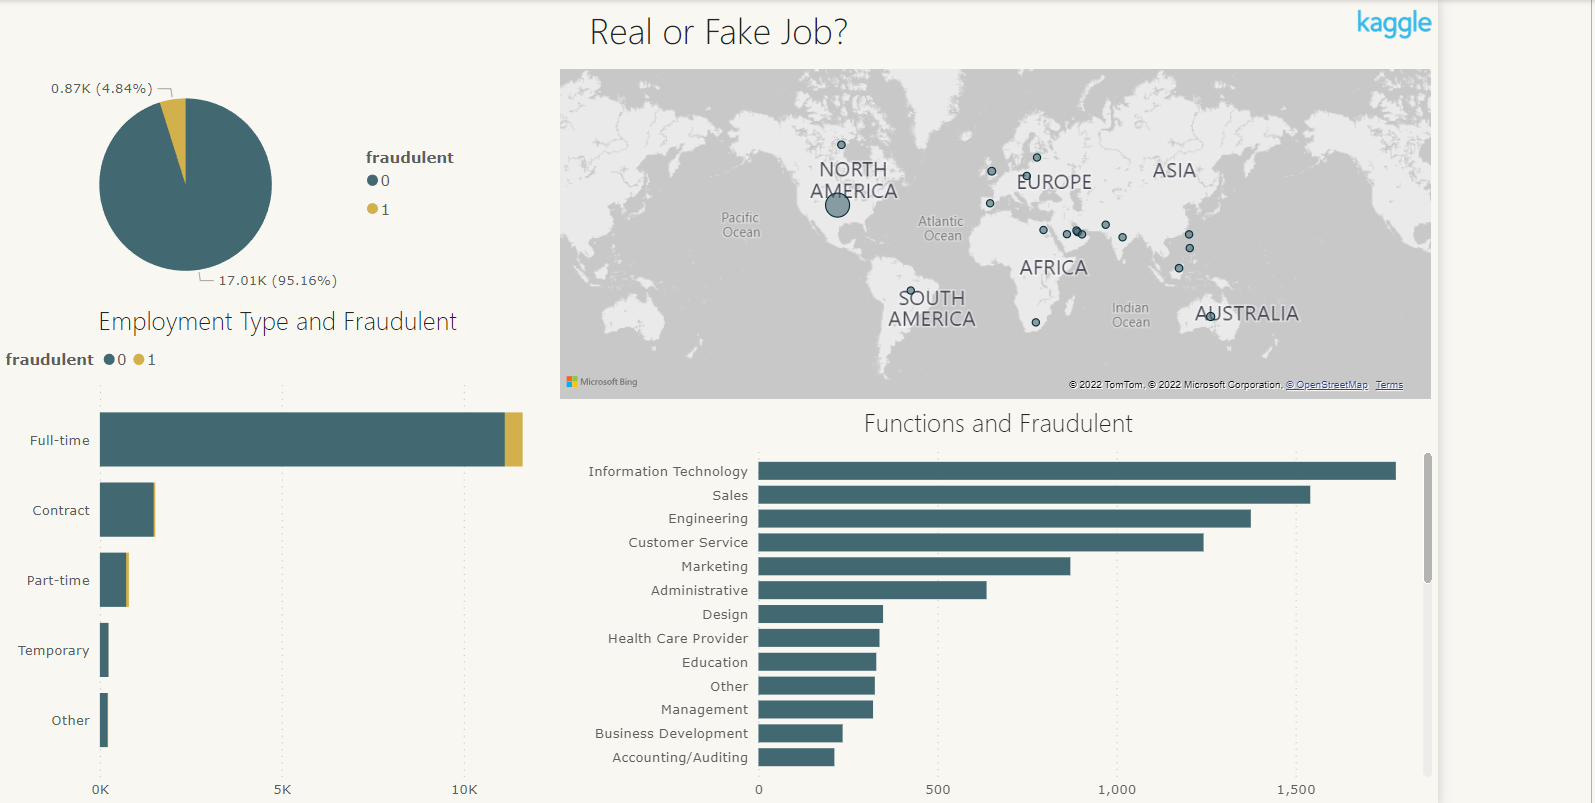 Real or Fake Job?
kaggle
0.87K (4.84%)
fraudulent
0
1
17.01K (95.16%)
Employment Type and Fraudulent
fraudulent 0 1
Full-time
Contract
Part-time
Temporary
Other
0K 5K 10K
NORTH
AMERICA
EUROPE
ASIA
Pacific
Ocean
Atlantic
Ocean
AFRICA
SOUTH
AMERICA
Indian
Ocean
AUSTRALIA
Microsoft Bing
© 2022 TomTom, © 2022 Microsoft Corporation, © OpenStreetMap Terms
Functions and Fraudulent
Information Technology
Sales
Engineering
Customer Service
Marketing
Administrative
Design
Health Care Provider
Education
Other
Management
Business Development
Accounting/Auditing
0 500 1,000 1,500